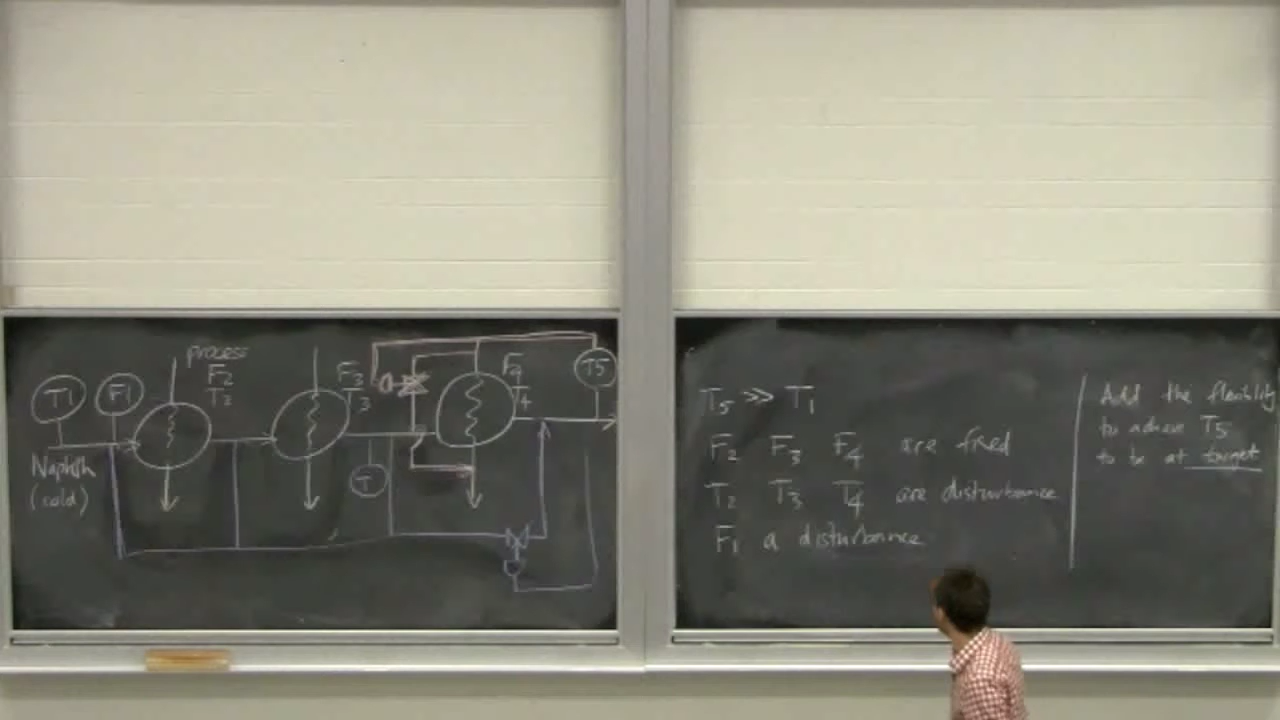 T1
F1
process
F2
T2
F3
T3
F4
T4
T5
Naphtha
(cold)
T
T5 >> T1
F2 F3 F4 are fixed
T2 T3 T4 are disturbance
F1 a disturbance
Add the flexibility
to achieve T5
to be at target